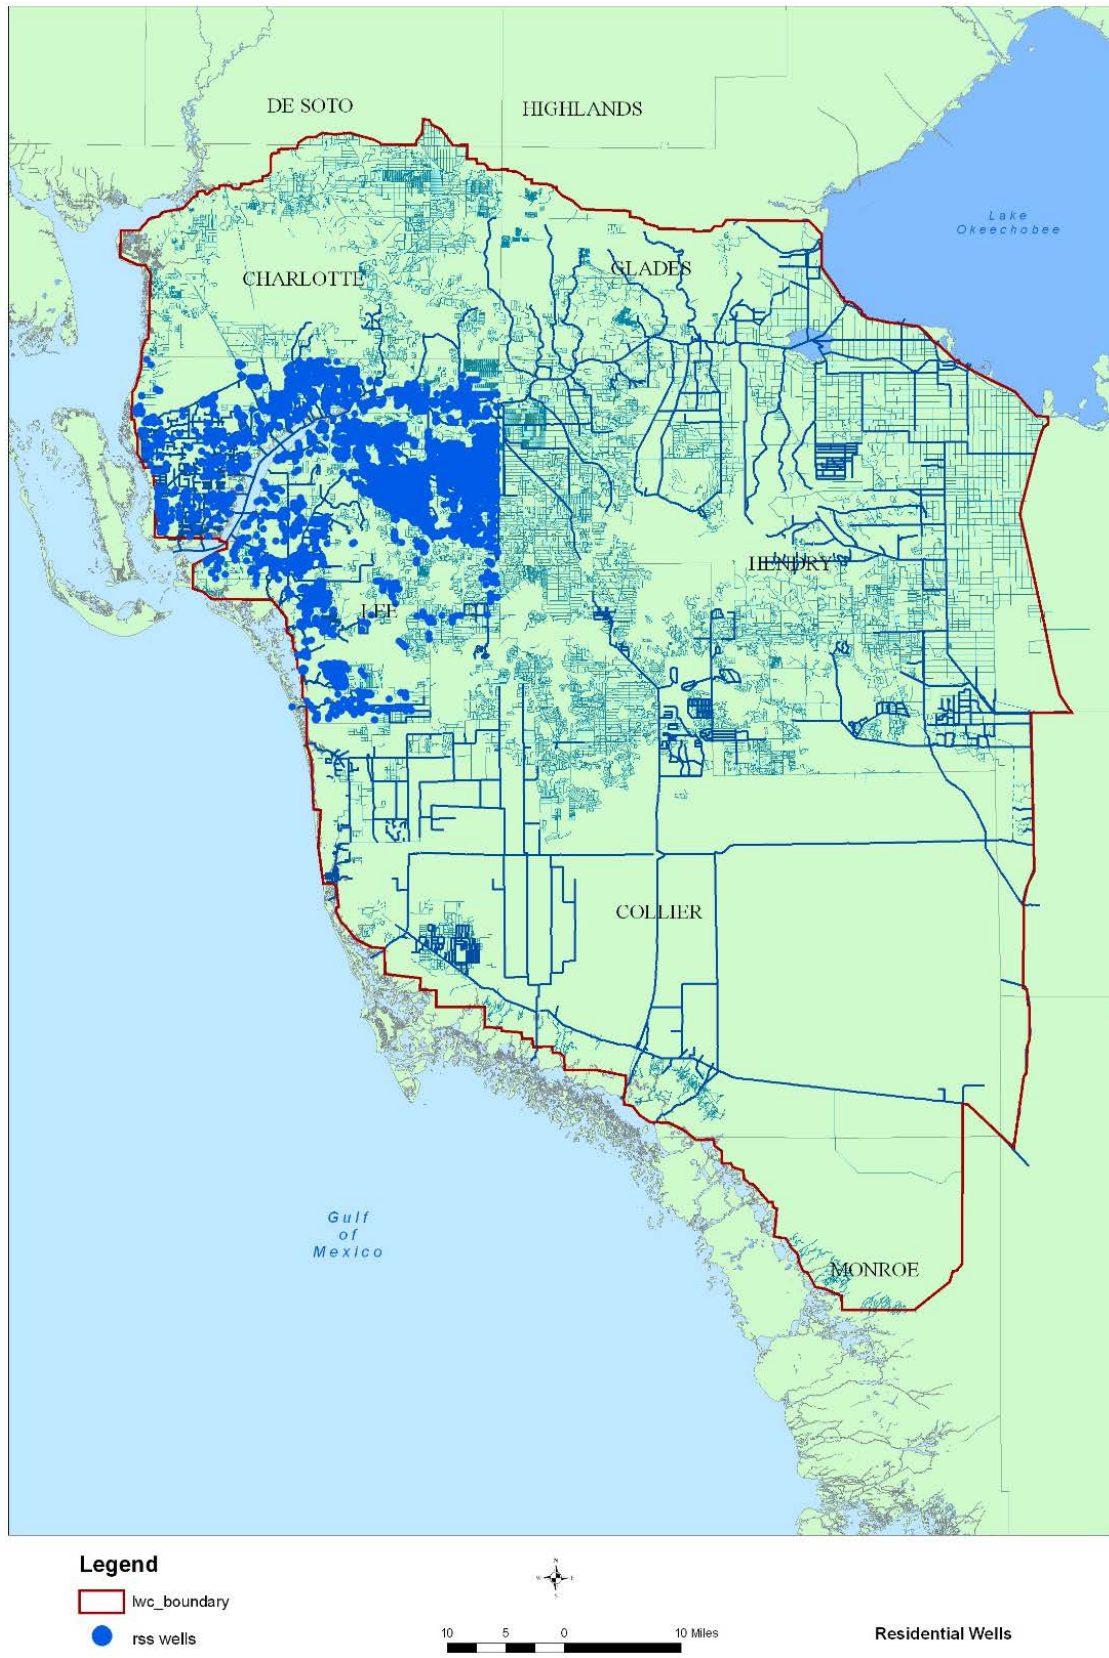 DE SOTO
HIGHLANDS
Lake
Okeechobee
CHARLOTTE
GLADES
HENDRY
LEE
COLLIER
Gulf
of
Mexico
MONROE
Legend
lwc_boundary
rss wells
N
W E
S
10 5 0 10 Miles
Residential Wells